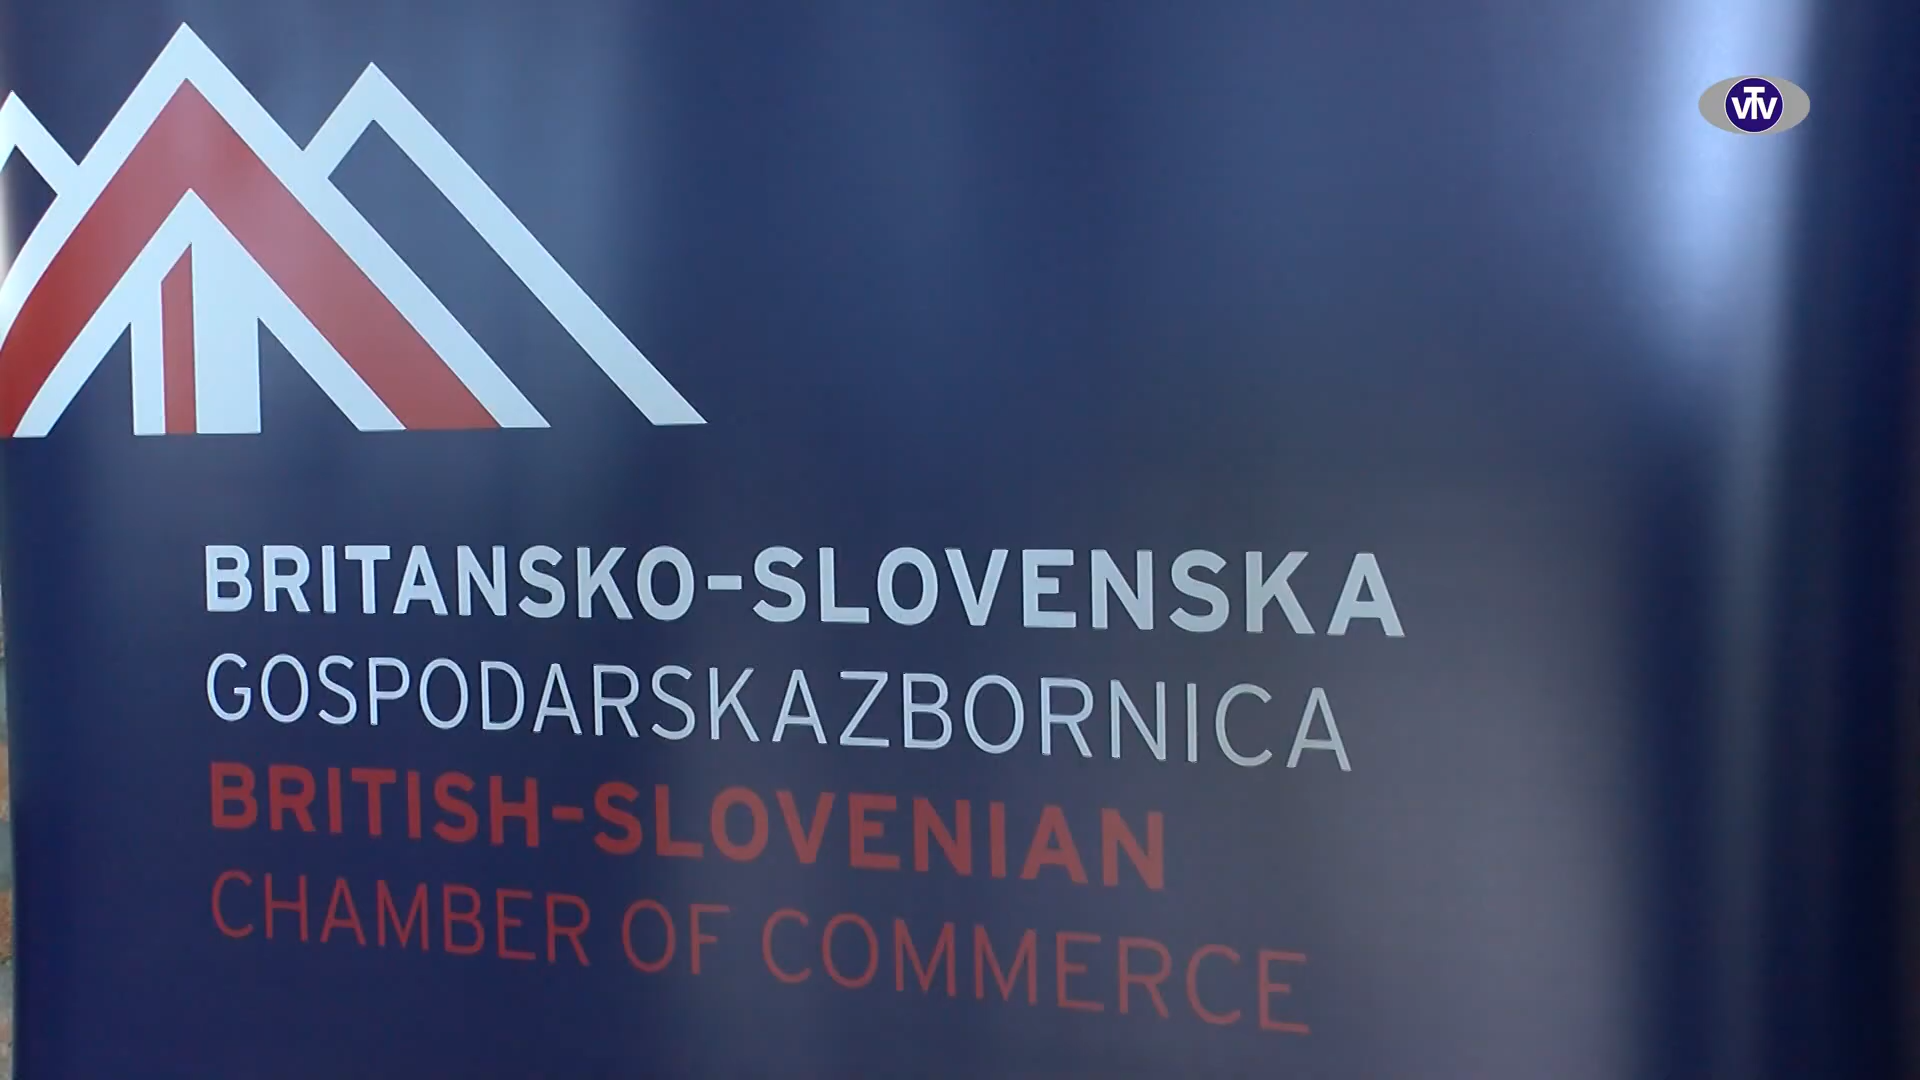 VTV
BRITANSKO-SLOVENSKA
GOSPODARSKAZBORNICA
BRITISH-SLOVENIAN
CHAMBER OF COMMERCE